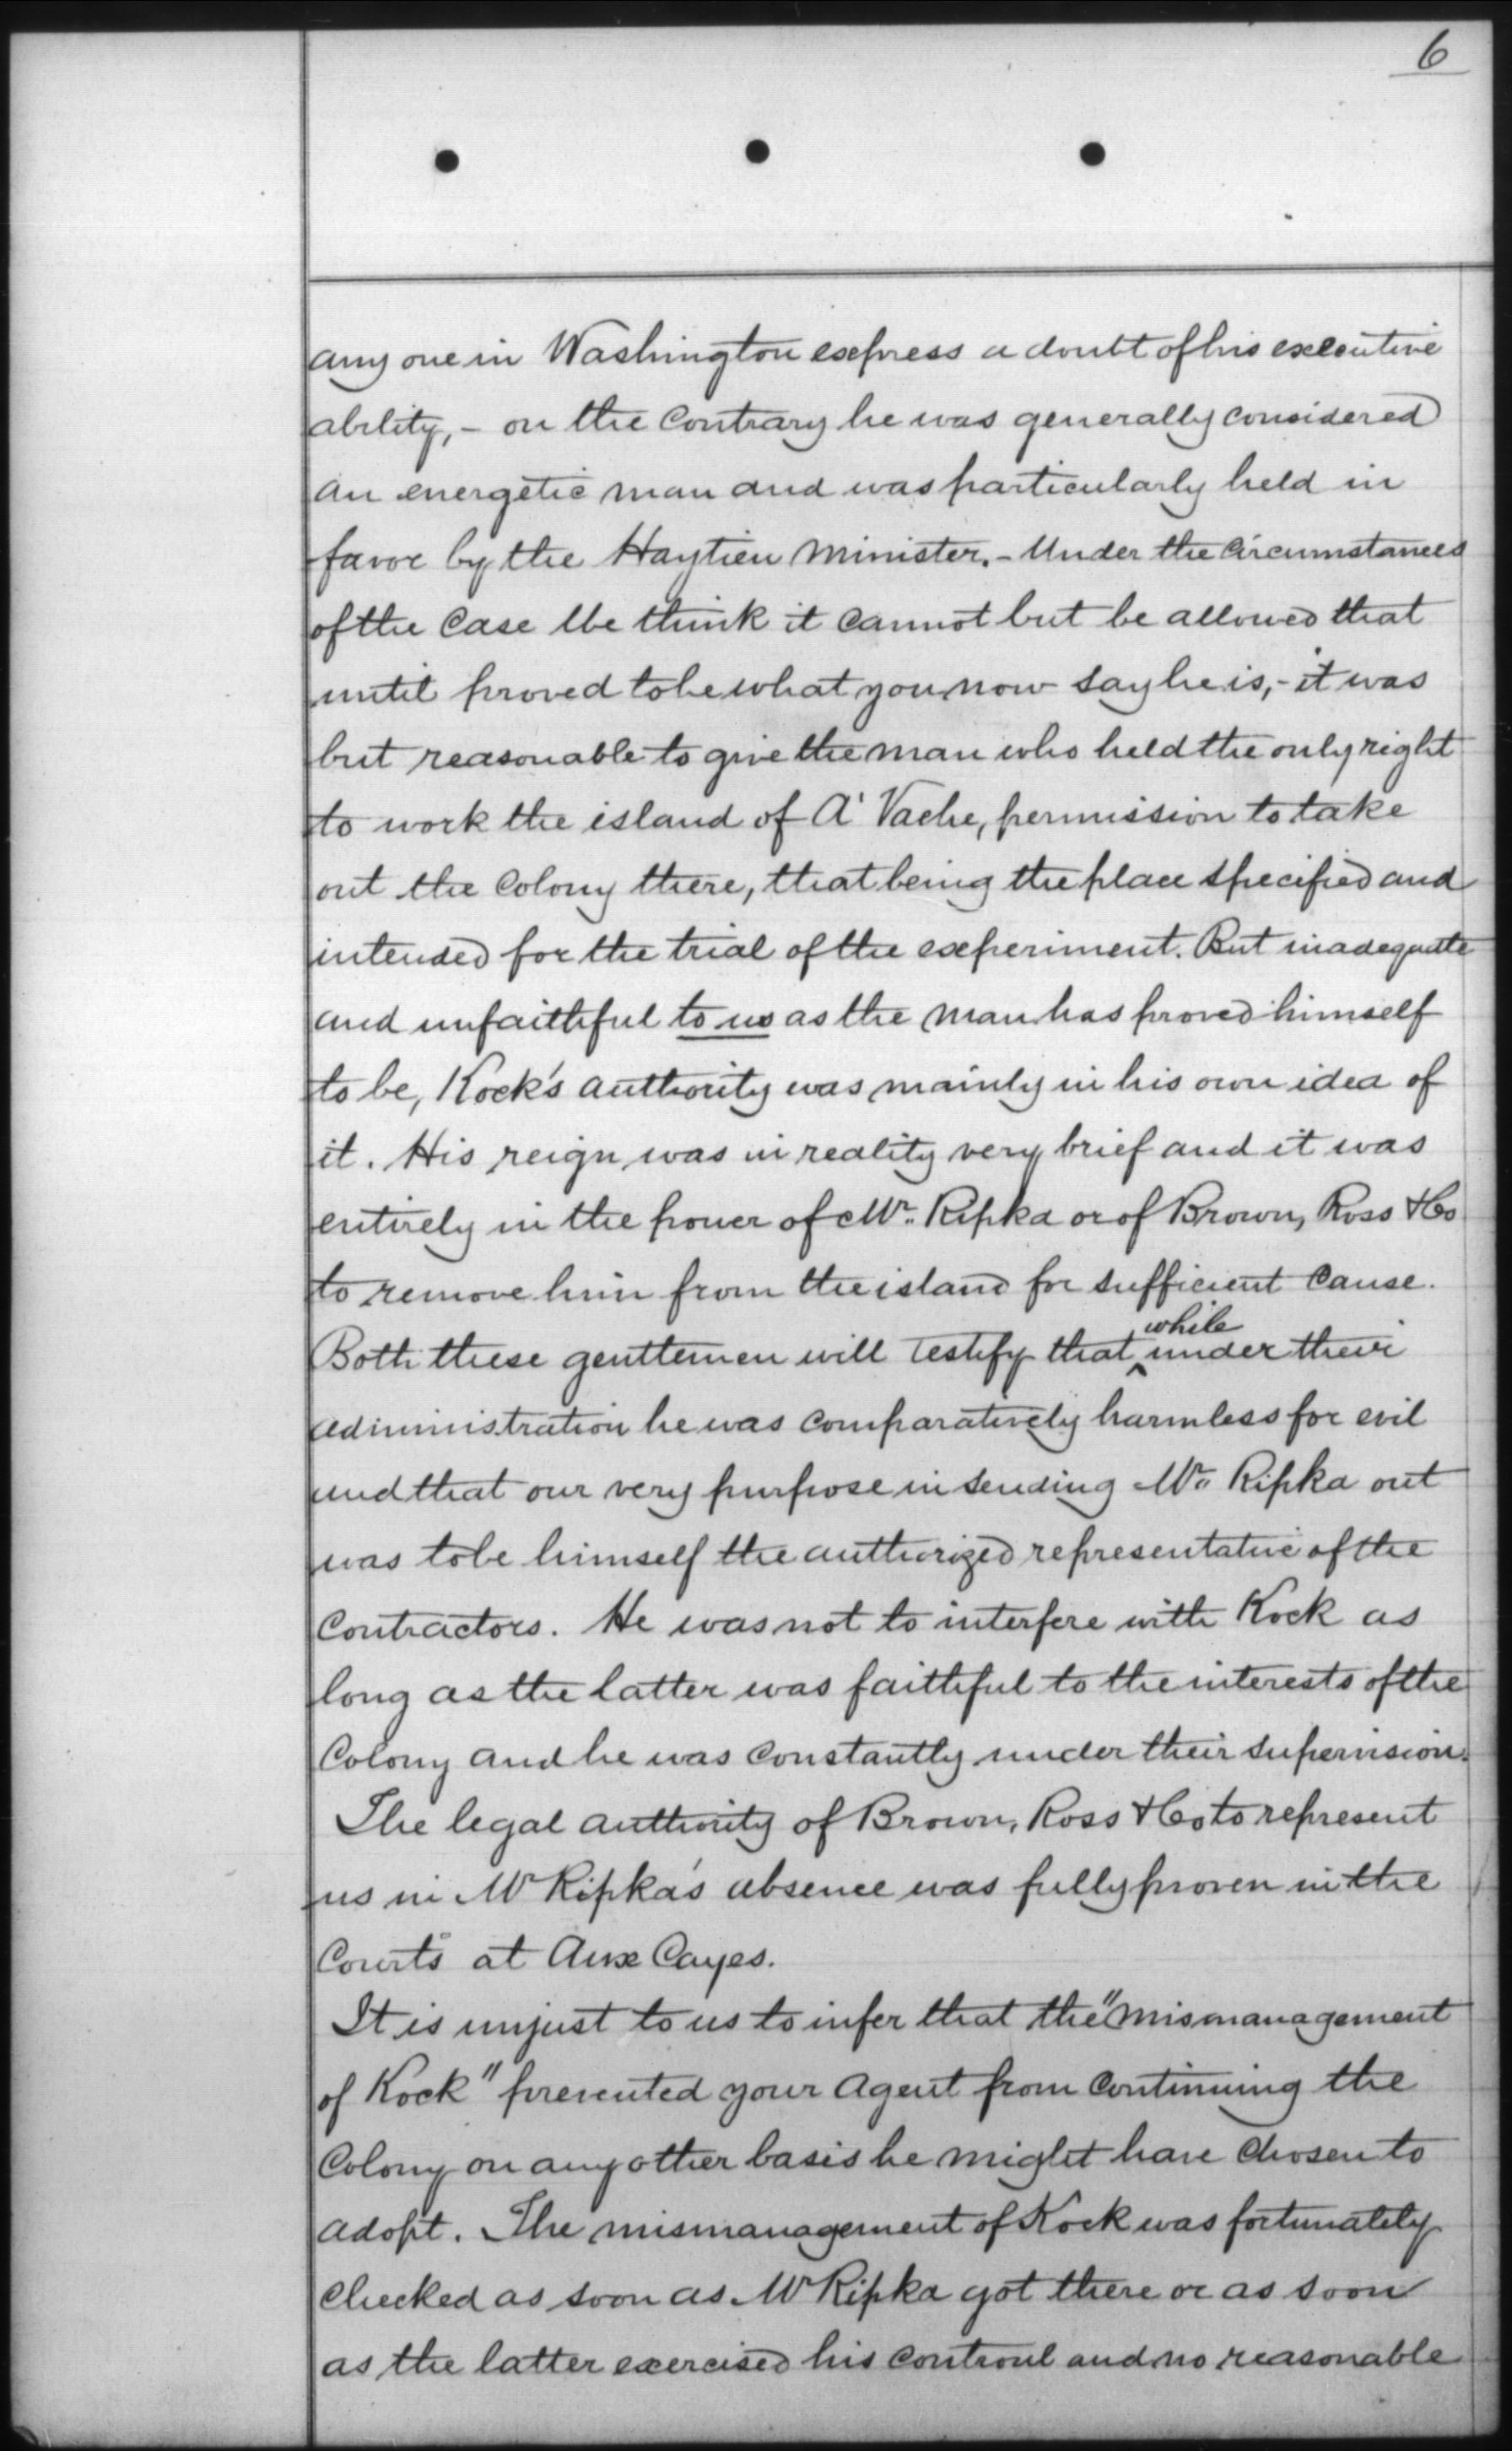 6
any one in Washington express a doubt of his executive
ability, - on the Contrary he was generally considered
an energetic man and was particularly held in
favor by the Haytien Minister. - Under the Circumstances
of the Case We think it cannot but be allowed that
until proved to be what you now say he is, - it was
but reasonable to give the man who held the only right
to work the island of A' Vache, permission to take
out the Colony there, that being the place specified and
intended for the trial of the experiment. But inadequate
and unfaithful to us as the man has proved himself
to be, Kock's authority was mainly in his own idea of
it. His reign was in reality very brief and it was
entirely in the power of Mr. Ripka or of Brown, Ross & Co
to remove him from the island for sufficient Cause.
Both these gentlemen will testify that while under their
administration he was comparatively harmless for evil
and that our very purpose in sending Mr. Ripka out
was to be himself the authorized representative of the
Contractors. He was not to interfere with Kock as
long as the latter was faithful to the interests of the
Colony and he was constantly under their supervision.
The legal authority of Brown, Ross & Co to represent
us in Mr Ripka's absence was fully proven in the
Courts at Aux Cayes.
It is unjust to us to infer that the "mismanagement
of Kock" prevented your Agent from Continuing the
Colony on any other basis he might have chosen to
adopt. The mismanagement of Kock was fortunately
checked as soon as Mr Ripka got there or as soon
as the latter exercised his controul and no reasonable